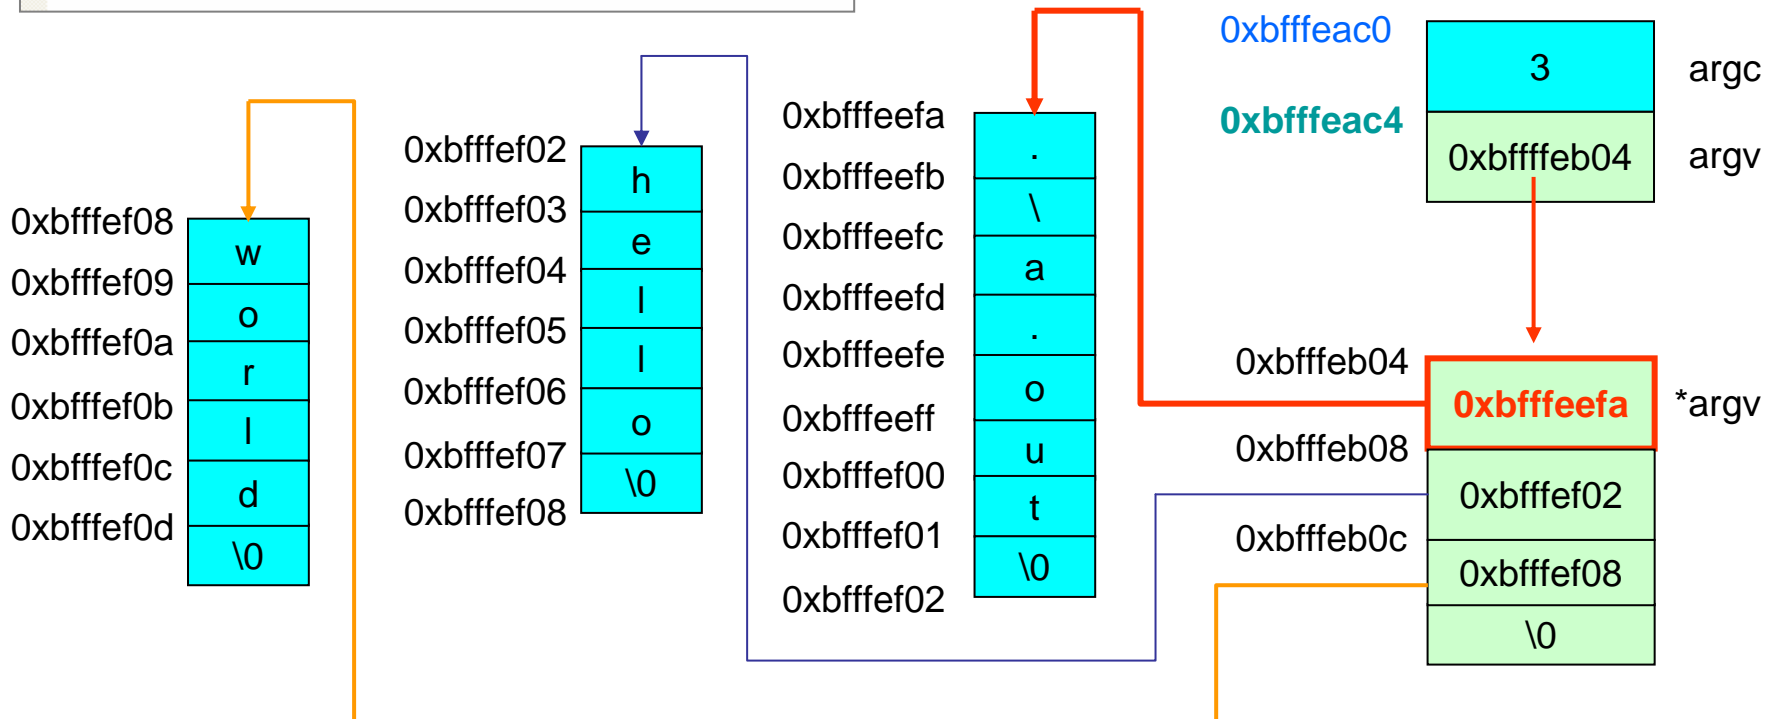 0xbfffef08
0xbfffef09
0xbfffef0a
0xbfffef0b
0xbfffef0c
0xbfffef0d
w
o
r
l
d
\0
0xbfffef02
0xbfffef03
0xbfffef04
0xbfffef05
0xbfffef06
0xbfffef07
0xbfffef08
h
e
l
l
o
\0
0xbfffeefa
0xbfffeefb
0xbfffeefc
0xbfffeefd
0xbfffeefe
0xbfffeeff
0xbfffef00
0xbfffef01
0xbfffef02
.
\
a
.
o
u
t
\0
0xbfffeac0
3
argc
0xbfffeac4
0xbffffeb04
argv
0xbfffeb04
0xbfffeefa
*argv
0xbfffeb08
0xbfffef02
0xbfffeb0c
0xbfffef08
\0